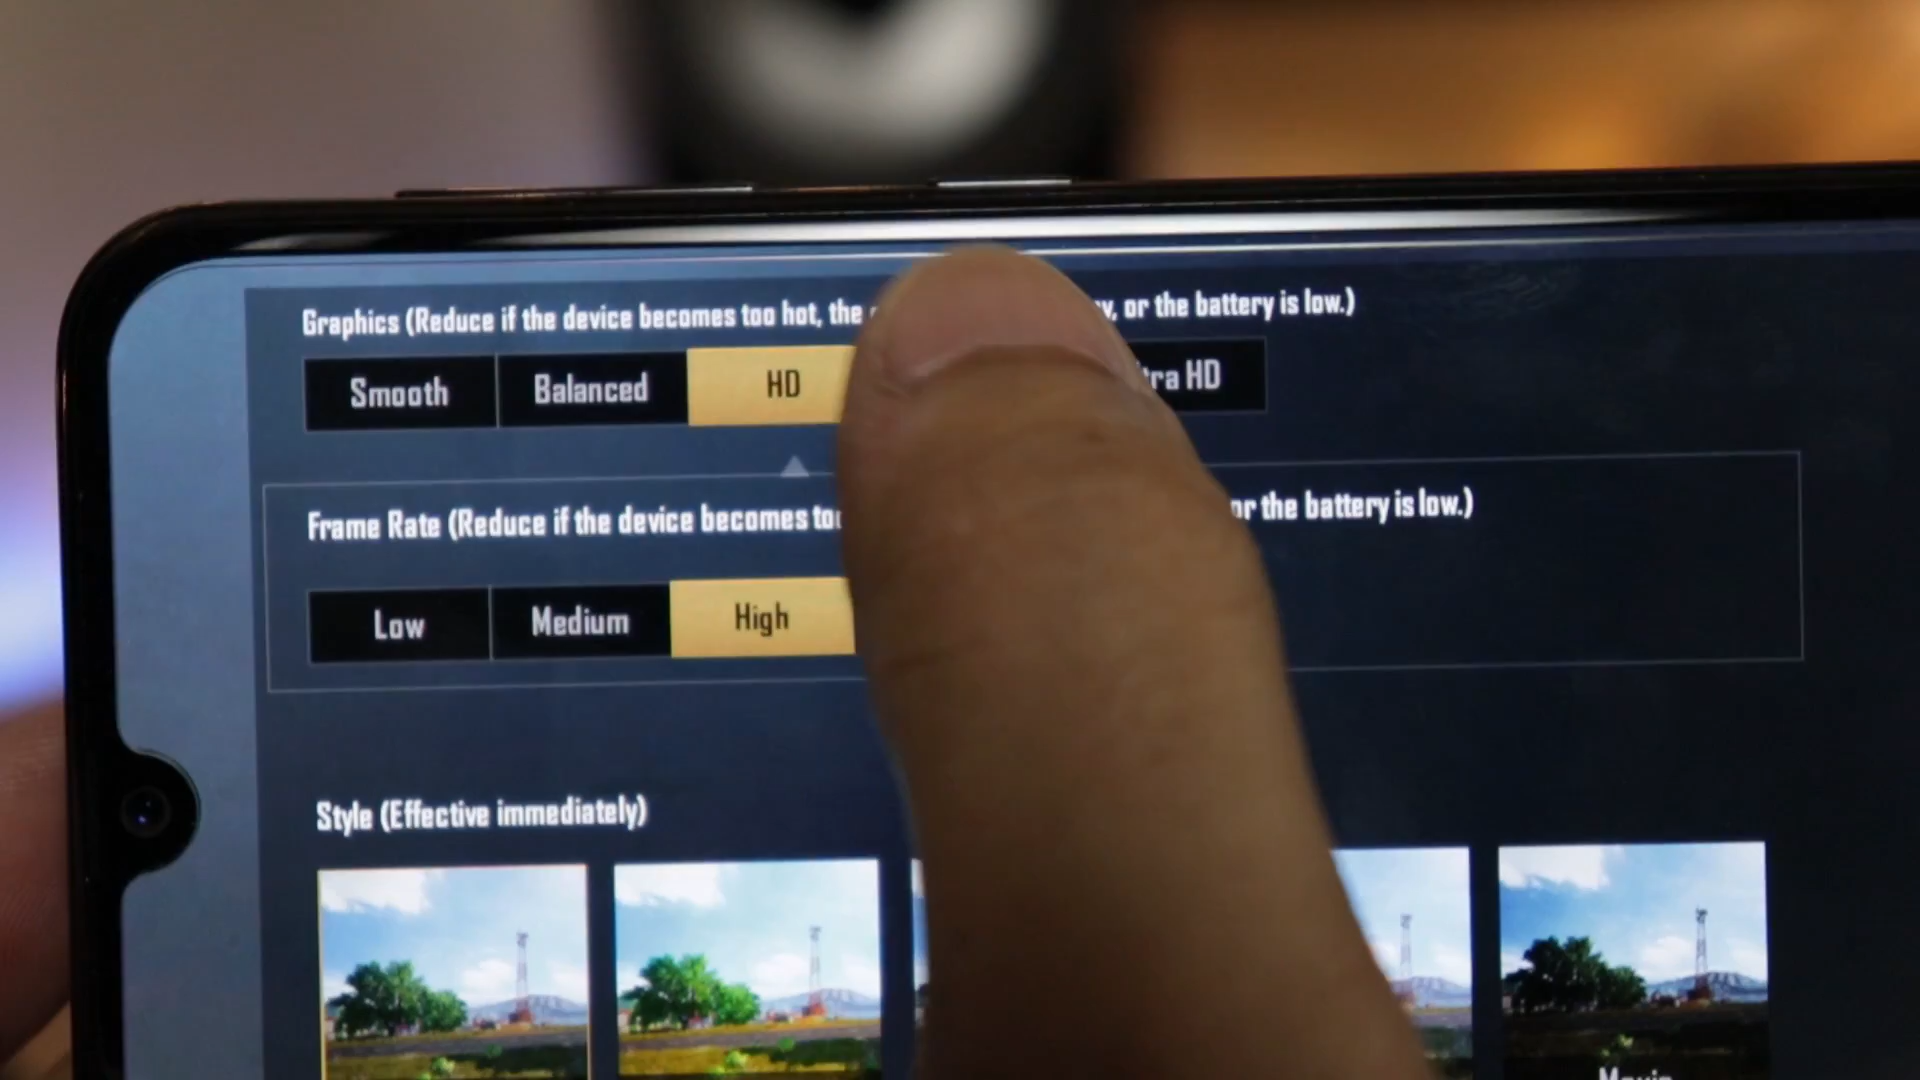 Graphics (Reduce if the device becomes too hot, the or the battery is low.)
Smooth Balanced HD HD
Frame Rate (Reduce if the device becomes or the battery is low.)
Low Medium High
Style (Effective immediately)